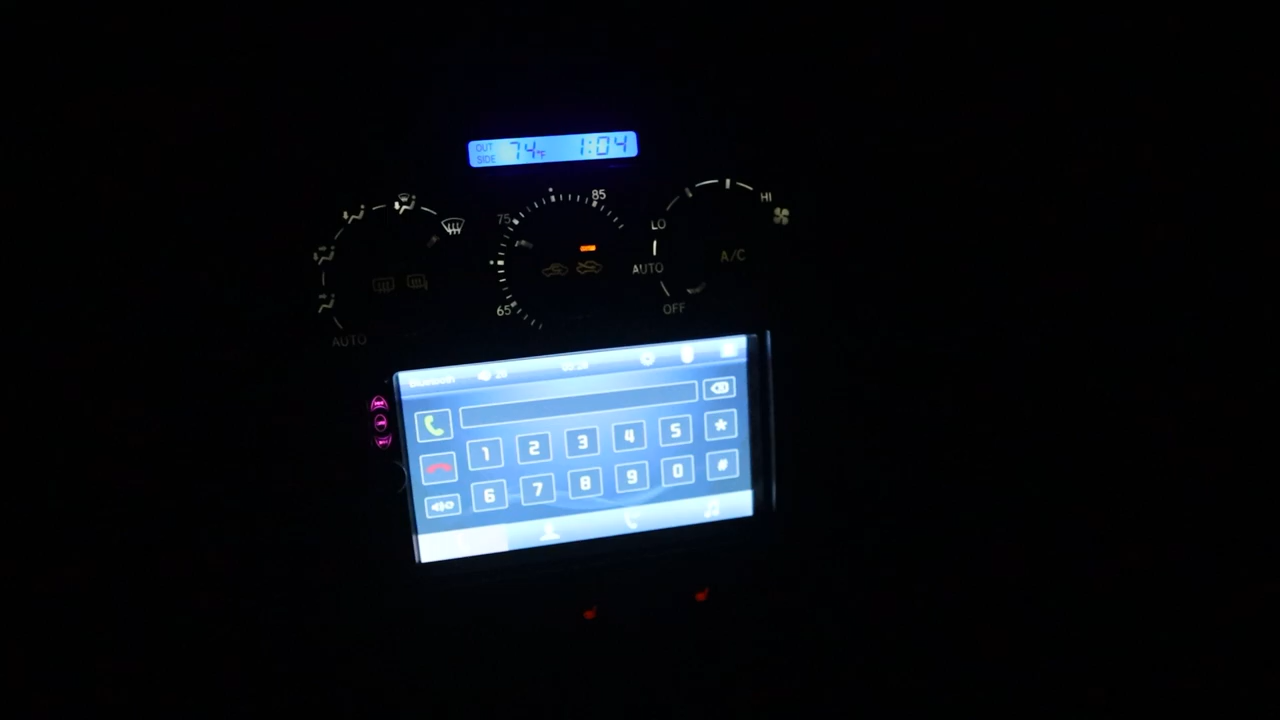 OUT SIDE 74°F 1:04
85
75
65
HI
LO
AUTO
OFF
A/C
AUTO
Bluetooth 20
1 2 3 4 5 *
6 7 8 9 0 #